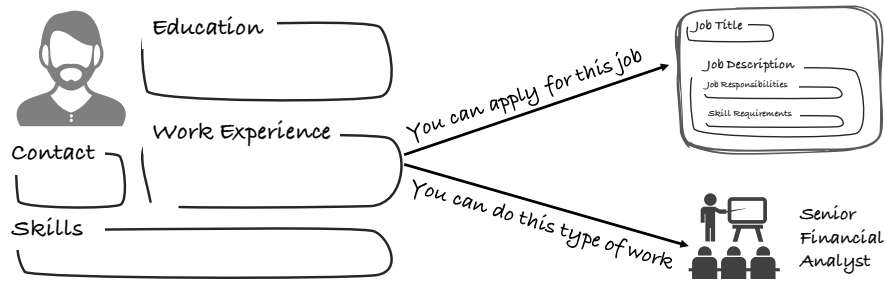 Education
Work Experience
Contact
Skills
You can apply for this job
You can do this type of work
Job Title
Job Description
Job Responsibilities
Skill Requirements
Senior
Financial
Analyst